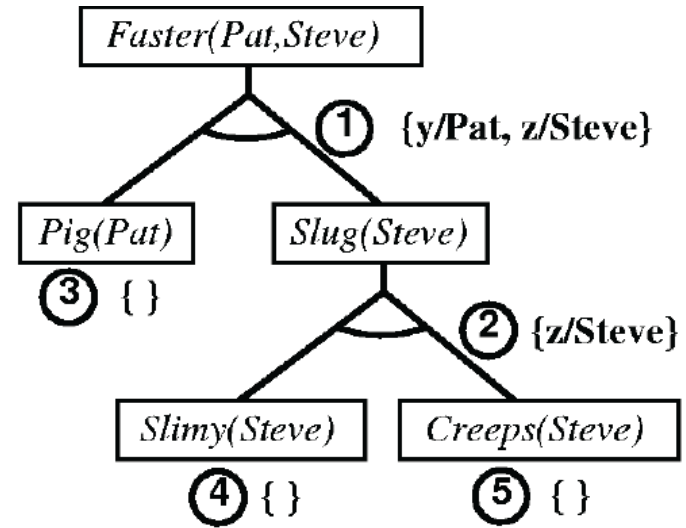 Faster(Pat,Steve)
1 {y/Pat, z/Steve}
Pig(Pat) Slug(Steve)
3 { }
2 {z/Steve}
Slimy(Steve) Creeps(Steve)
4 { } 5 { }